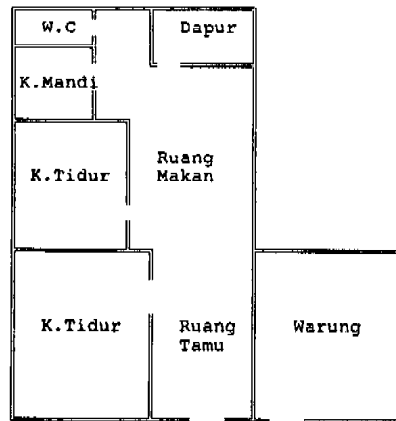 W.C
Dapur
K.Mandi
K.Tidur
Ruang
Makan
K.Tidur
Ruang
Tamu
Warung